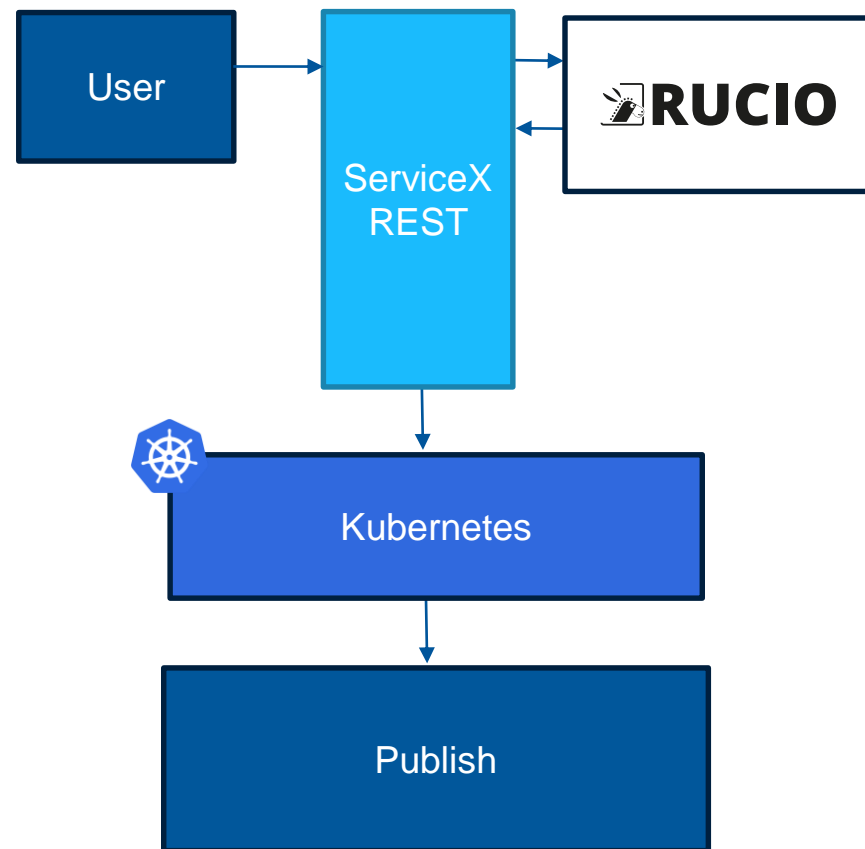 User
RUCIO
ServiceX
REST
Kubernetes
Publish